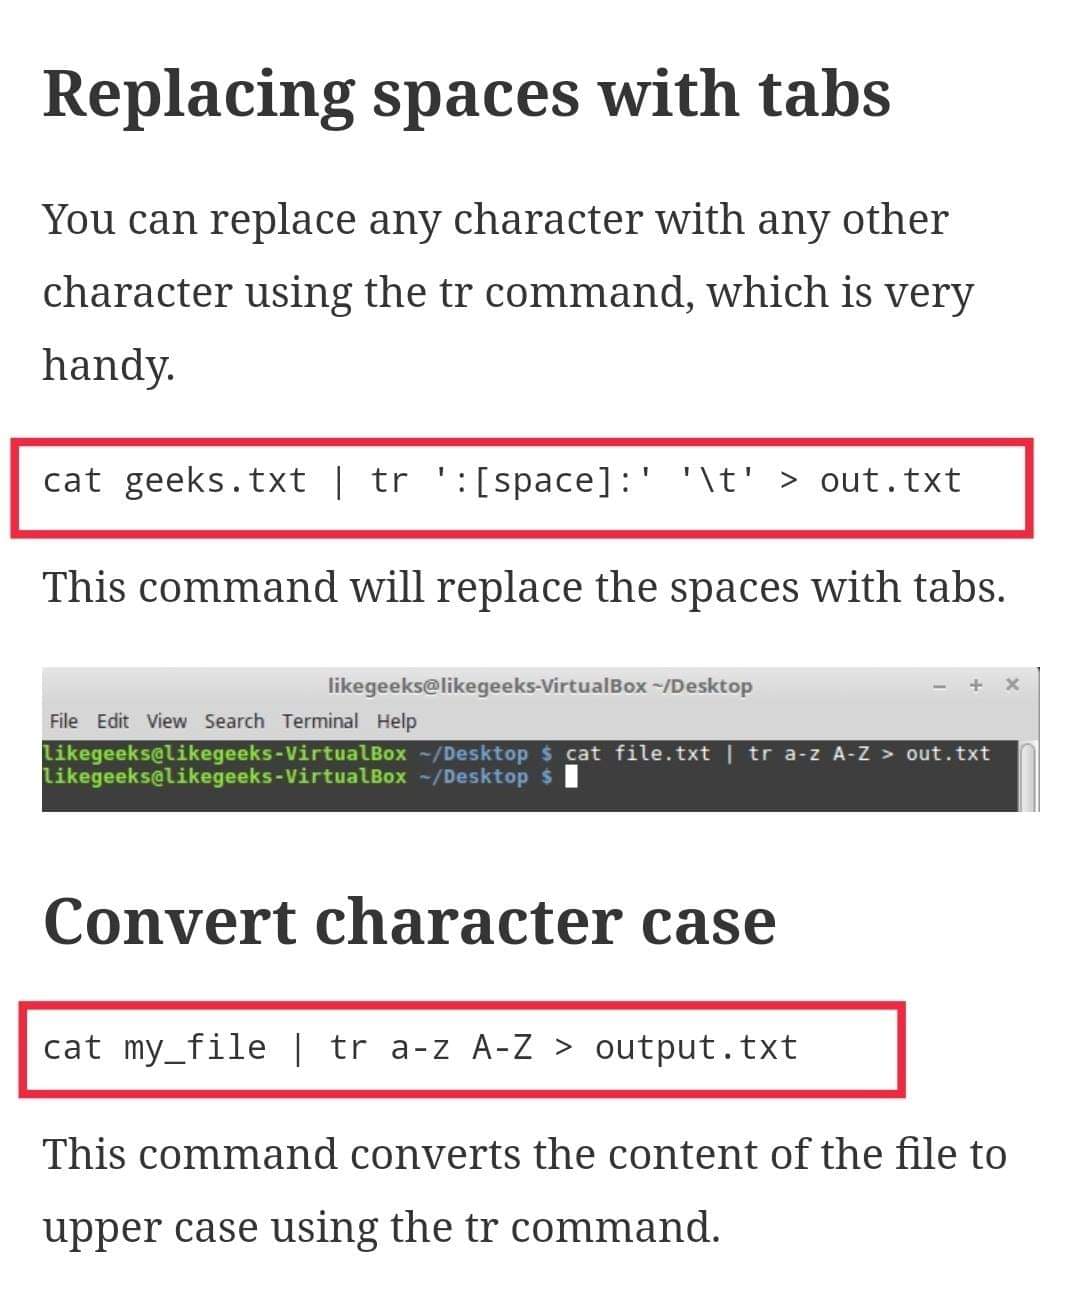 Replacing spaces with tabs
You can replace any character with any other
character using the tr command, which is very
handy.
cat geeks.txt | tr ':[space]:' '\t' > out.txt
This command will replace the spaces with tabs.
likegeeks@likegeeks-VirtualBox ~/Desktop
File Edit View Search Terminal Help
likegeeks@likegeeks-VirtualBox ~/Desktop $ cat file.txt | tr a-z A-Z > out.txt
likegeeks@likegeeks-VirtualBox ~/Desktop $
Convert character case
cat my_file | tr a-z A-Z > output.txt
This command converts the content of the file to
upper case using the tr command.